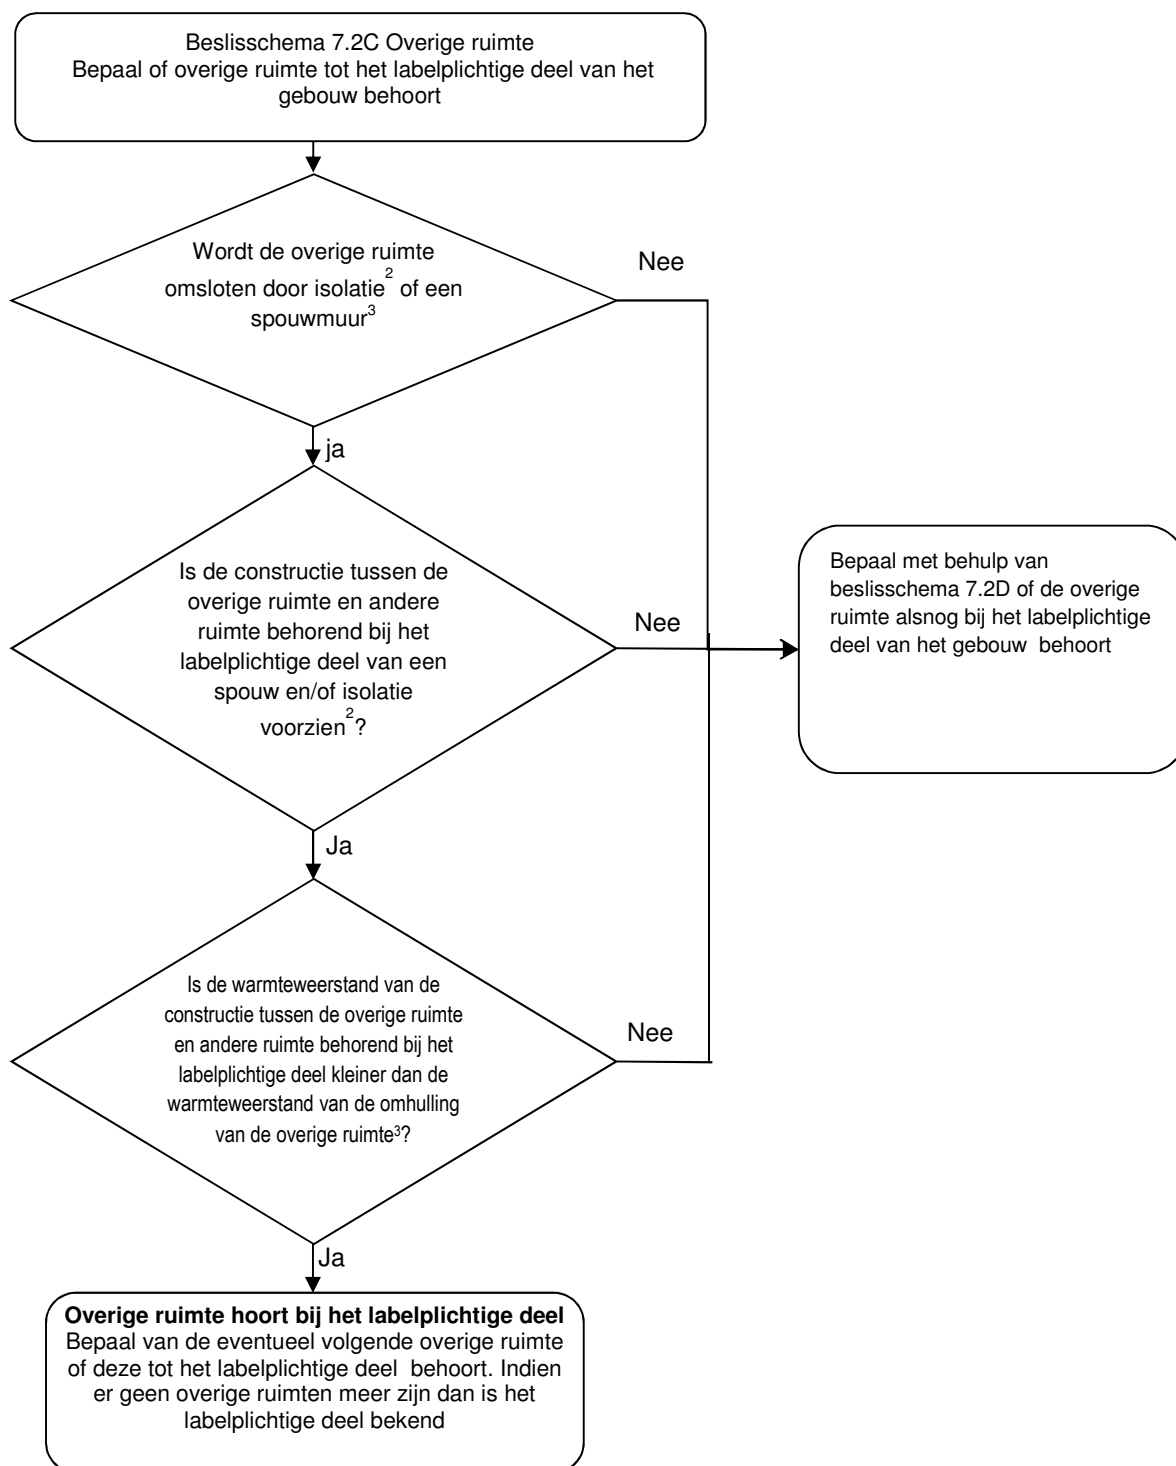 Beslisschema 7.2C Overige ruimte
Bepaal of overige ruimte tot het labelplichtige deel van het
gebouw behoort
Wordt de overige ruimte
omsloten door isolatie² of een
spouwmuur³
Nee
ja
Is de constructie tussen de
overige ruimte en andere
ruimte behorend bij het
labelplichtige deel van een
spouw en/of isolatie
voorzien²?
Nee
Bepaal met behulp van
beslisschema 7.2D of de overige
ruimte alsnog bij het labelplichtige
deel van het gebouw behoort
Ja
Is de warmteweerstand van de
constructie tussen de overige ruimte
en andere ruimte behorend bij het
labelplichtige deel kleiner dan de
warmteweerstand van de omhulling
van de overige ruimte³?
Nee
Ja
Overige ruimte hoort bij het labelplichtige deel
Bepaal van de eventueel volgende overige ruimte
of deze tot het labelplichtige deel behoort. Indien
er geen overige ruimten meer zijn dan is het
labelplichtige deel bekend